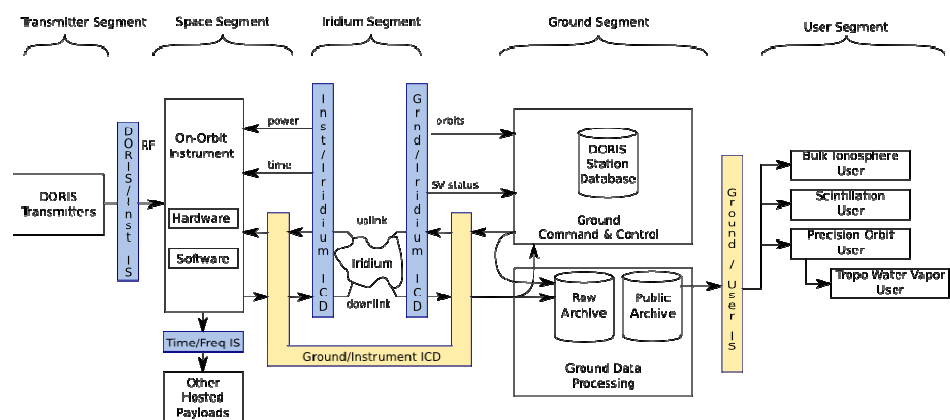 Transmitter Segment
Space Segment
Iridium Segment
Ground Segment
User Segment
DORIS
Transmitters
DORIS/Inst IS
RF
On-Orbit
Instrument
Hardware
Software
Time/Freq IS
Other
Hosted
Payloads
power
time
Inst/Iridium ICD
uplink
Iridium
downlink
Ground/Instrument ICD
Grnd/Iridium ICD
orbits
SV status
DORIS
Station
Database
Ground
Command & Control
Raw
Archive
Public
Archive
Ground Data
Processing
Ground / User IS
Bulk Ionosphere
User
Scintillation
User
Precision Orbit
User
Tropo Water Vapor
User